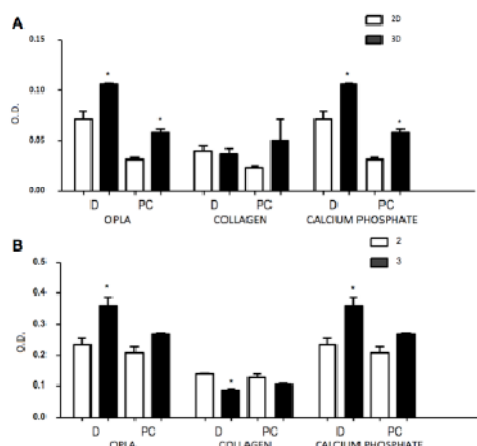 A
2D
3D
0.15
*
*
*
*
0.10
O.D.
0.05
0.00
D PC D PC D PC
OPLA COLLAGEN CALCIUM PHOSPHATE
B
2
3
0.5
0.4
*
*
0.3
O.D.
0.2
0.1
*
0.0
D PC D PC D PC
OPLA COLLAGEN CALCIUM PHOSPHATE